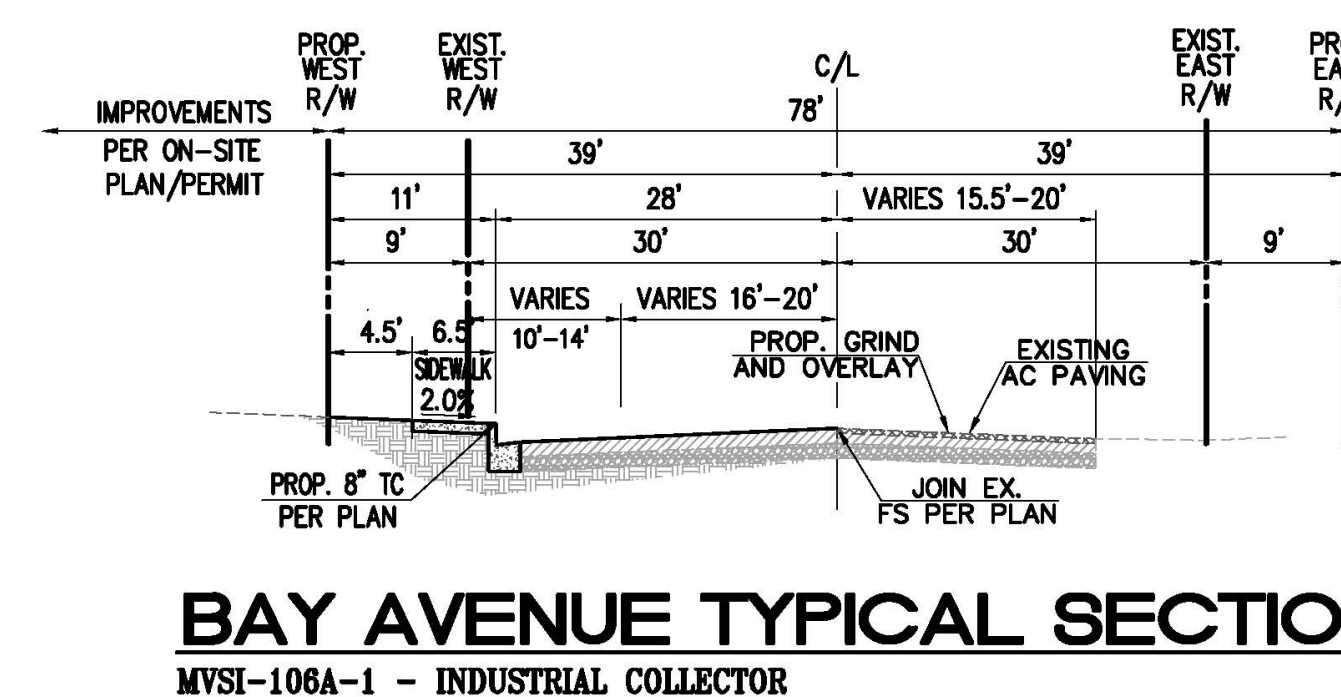 PROP.
WEST
R/W
EXIST.
WEST
R/W
C/L
EXIST.
EAST
R/W
IMPROVEMENTS
PER ON-SITE
PLAN/PERMIT
78'
39'
39'
11'
28'
VARIES 15.5'-20'
9'
30'
30'
9'
VARIES
10'-14'
VARIES 16'-20'
4.5'
6.5'
SIDEWALK
2.0%
PROP. GRIND
AND OVERLAY
EXISTING
AC PAVING
PROP. 8" TC
PER PLAN
JOIN EX.
FS PER PLAN
BAY AVENUE TYPICAL
MVSI-106A-1 - INDUSTRIAL COLLECTOR